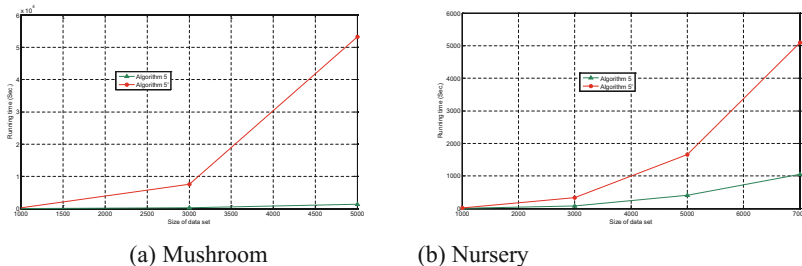 x 10⁴
6
5
4
3
2
1
0
Running time (Sec.)
Algorithm 5
Algorithm 5'
1000 1500 2000 2500 3000 3500 4000 4500 5000
Size of data set
(a) Mushroom
6000
5000
4000
3000
2000
1000
0
Running time (Sec.)
Algorithm 5
Algorithm 5'
1000 2000 3000 4000 5000 6000 700
Size of data set
(b) Nursery